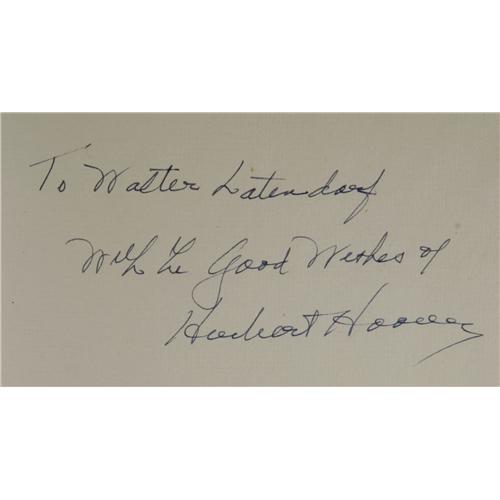 To Walter Latendorf
With the Good Wishes of
Herbert Hoover